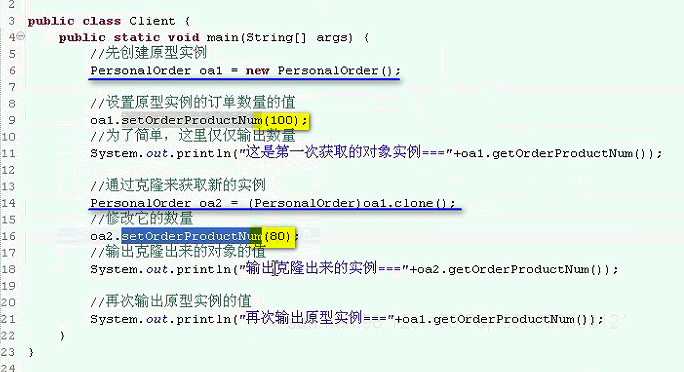 2
3 public class Client {
4 public static void main(String[] args) {
5 //先创建原型实例
6 PersonalOrder oa1 = new PersonalOrder();
7
8 //设置原型实例的订单数量的值
9 oa1.setOrderProductNum(100);
10 //为了简单，这里仅仅输出数量
11 System.out.println("这是第一次获取的对象实例==="+oa1.getOrderProductNum());
12
13 //通过克隆来获取新的实例
14 PersonalOrder oa2 = (PersonalOrder)oa1.clone();
15 //修改它的数量
16 oa2.setOrderProductNum(80);
17 //输出克隆出来的对象的值
18 System.out.println("输出克隆出来的实例==="+oa2.getOrderProductNum());
19
20 //再次输出原型实例的值
21 System.out.println("再次输出原型实例==="+oa1.getOrderProductNum());
22 }
23 }
24